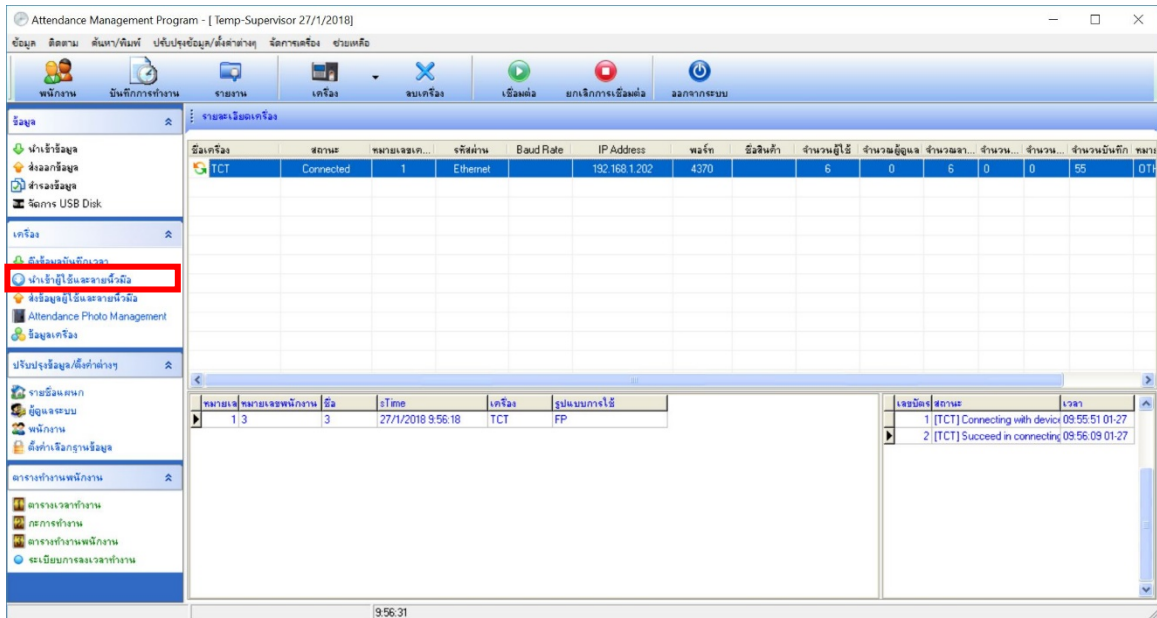 Attendance Management Program - [ Temp-Supervisor 27/1/2018]
ข้อมูล ติดตาม ค้นหา/พิมพ์ ปรับปรุงข้อมูล/ตั้งค่าต่างๆ จัดการเครื่อง ช่วยเหลือ
พนักงาน บันทึกการทำงาน รายงาน เครื่อง ลบเครื่อง เชื่อมต่อ ยกเลิกการเชื่อมต่อ ออกจากระบบ
ข้อมูล
นำเข้าข้อมูล
ส่งออกข้อมูล
สำรองข้อมูล
จัดการ USB Disk
เครื่อง
ดึงข้อมูลบันทึกเวลา
นำเข้าผู้ใช้และลายนิ้วมือ
ส่งข้อมูลผู้ใช้และลายนิ้วมือ
Attendance Photo Management
ข้อมูลเครื่อง
ปรับปรุงข้อมูล/ตั้งค่าต่างๆ
รายชื่อแผนก
ผู้ดูแลระบบ
พนักงาน
ตั้งค่าเลือกฐานข้อมูล
ตารางทำงานพนักงาน
ตารางเวลาทำงาน
กะการทำงาน
ตารางทำงานพนักงาน
ระเบียบการลงเวลาทำงาน
รายละเอียดเครื่อง
ชื่อเครื่อง สถานะ หมายเลขเค... รหัสผ่าน Baud Rate IP Address พอร์ท ชื่อสินค้า จำนวนผู้ใช้ จำนวนผู้ดูแล จำนวนลา... จำนวน... จำนวน... จำนวนบันทึก หมาย
TCT Connected 1 Ethernet 192.168.1.202 4370 6 0 6 0 0 55 OTH
หมายเล หมายเลขพนักงาน ชื่อ sTime เครื่อง รูปแบบการใช้
1 3 3 27/1/2018 9:56:18 TCT FP
เลขบัตร สถานะ เวลา
1 [TCT] Connecting with device 09:55:51 01-27
2 [TCT] Succeed in connecting 09:56:09 01-27
9:56:31